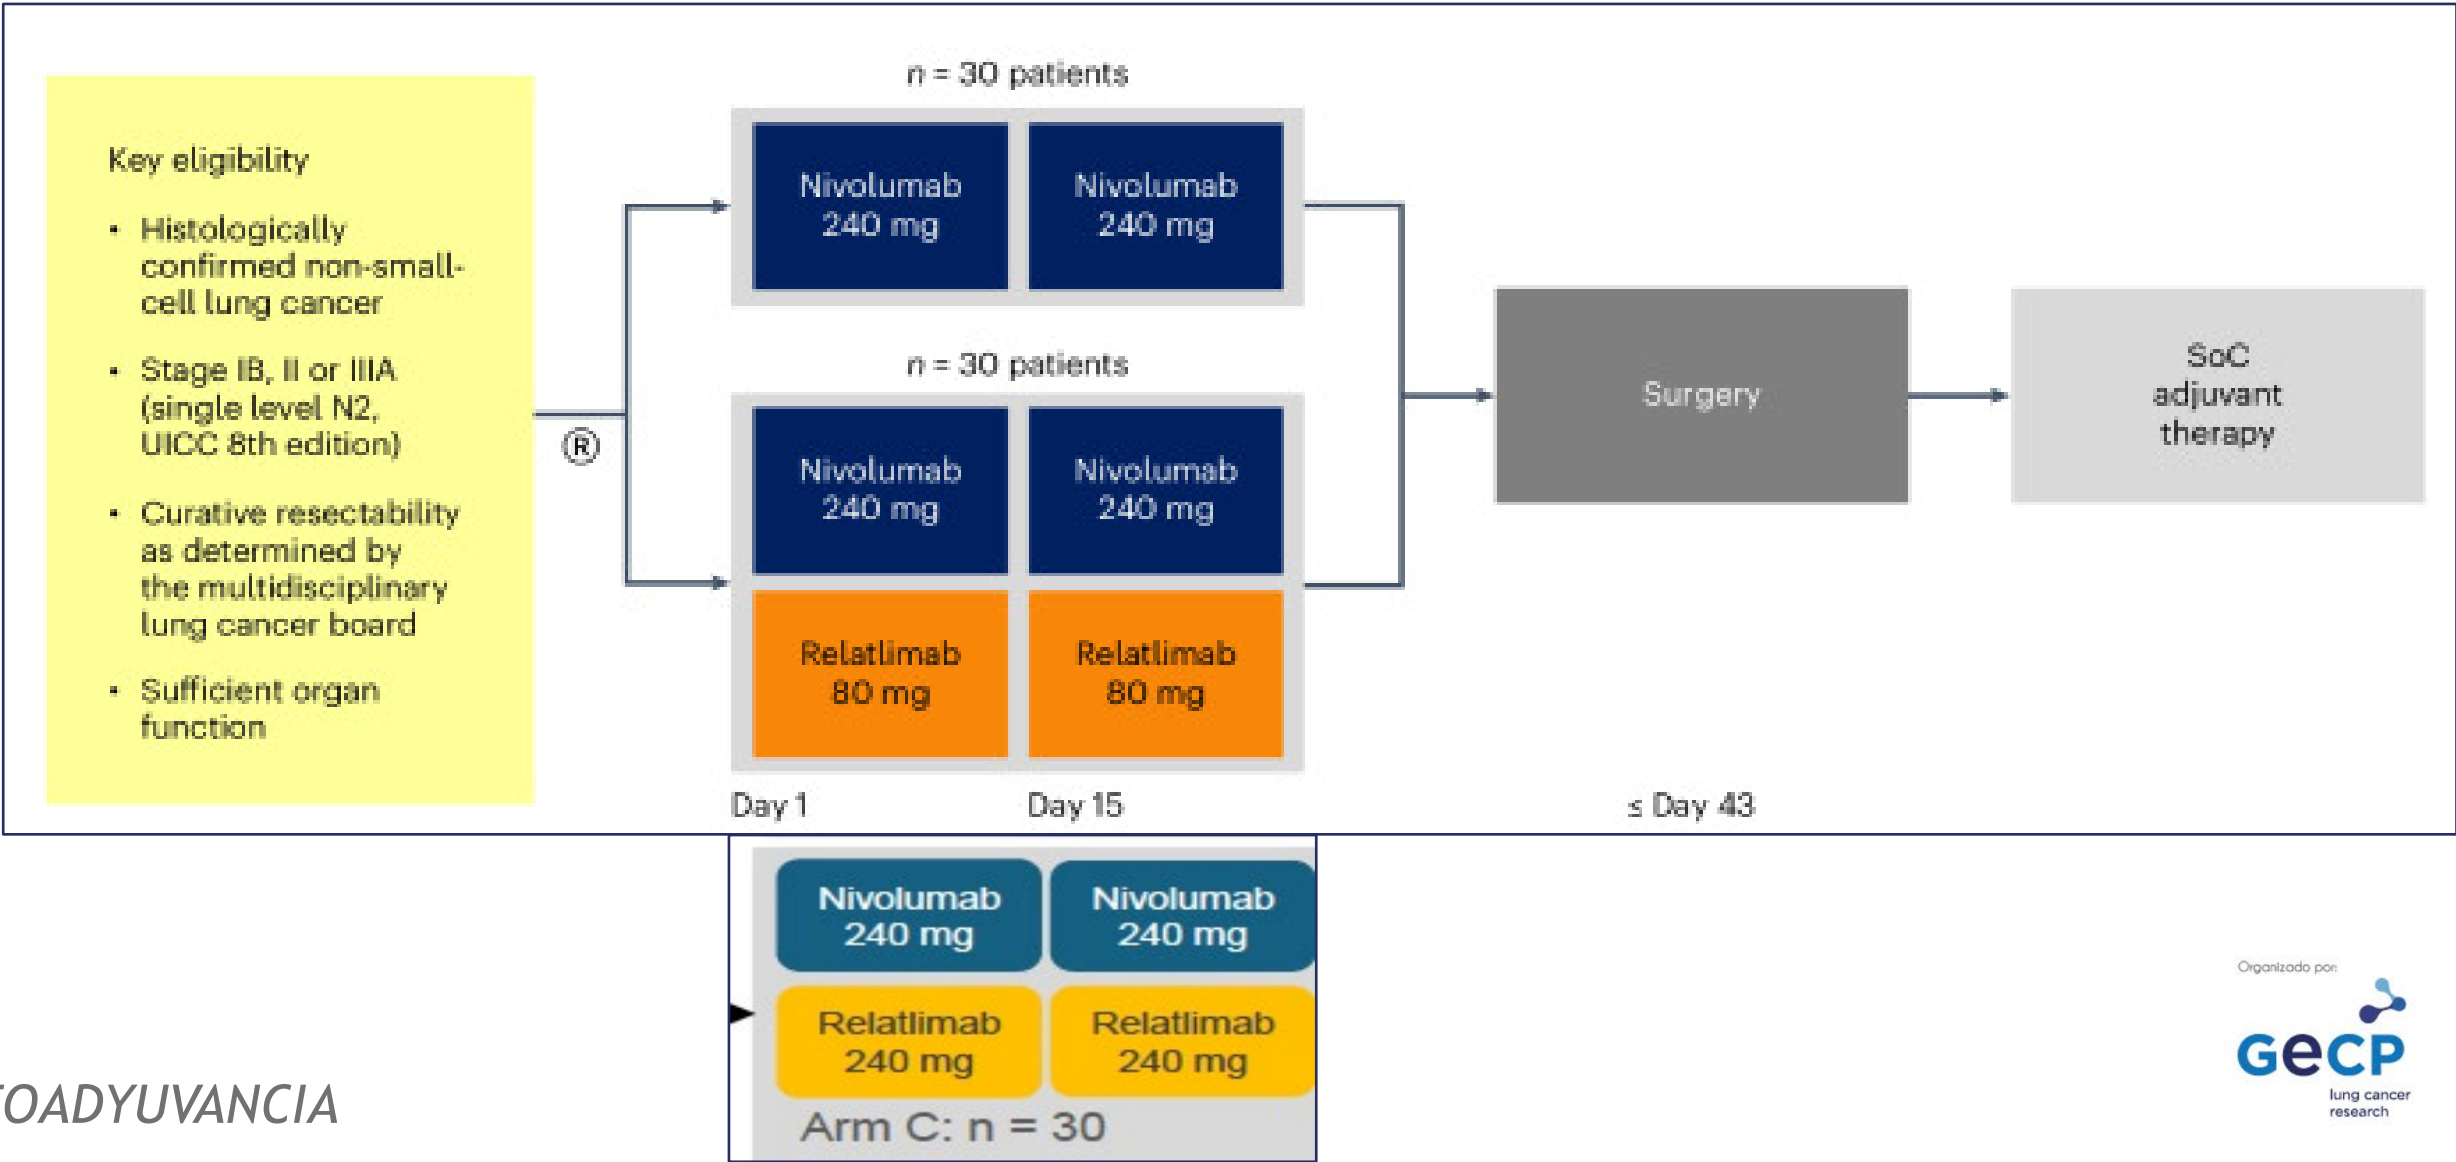 Key eligibility
• Histologically
confirmed non-small-
cell lung cancer
• Stage IB, II or IIIA
(single level N2,
UICC 8th edition)
• Curative resectability
as determined by
the multidisciplinary
lung cancer board
• Sufficient organ
function
Ⓡ
n = 30 patients
Nivolumab
240 mg
Nivolumab
240 mg
n = 30 patients
Nivolumab
240 mg
Nivolumab
240 mg
Relatlimab
80 mg
Relatlimab
80 mg
Surgery
SoC
adjuvant
therapy
Day 1
Day 15
≤ Day 43
Nivolumab
240 mg
Nivolumab
240 mg
Relatlimab
240 mg
Relatlimab
240 mg
Arm C: n = 30
TOADYUVANCIA
Organizado por:
GeCP
lung cancer
research